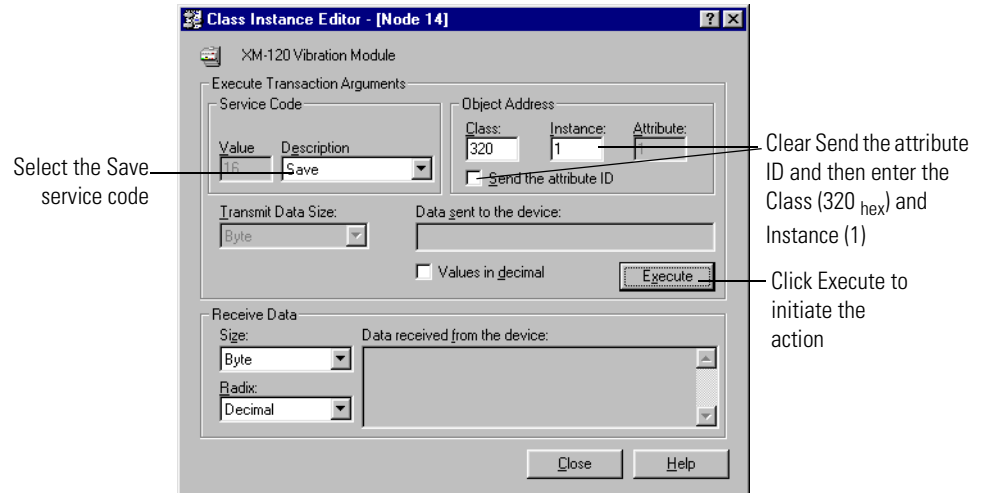 Class Instance Editor - [Node 14]
XM-120 Vibration Module
Execute Transaction Arguments
Service Code
Value
Description
16
Save
Object Address
Class:
Instance:
Attribute:
320
1
1
Send the attribute ID
Transmit Data Size:
Byte
Data sent to the device:
Values in decimal
Execute
Receive Data
Size:
Byte
Radix:
Decimal
Data received from the device:
Close
Help
Select the Save
service code
Clear Send the attribute
ID and then enter the
Class (320 hex) and
Instance (1)
Click Execute to
initiate the
action